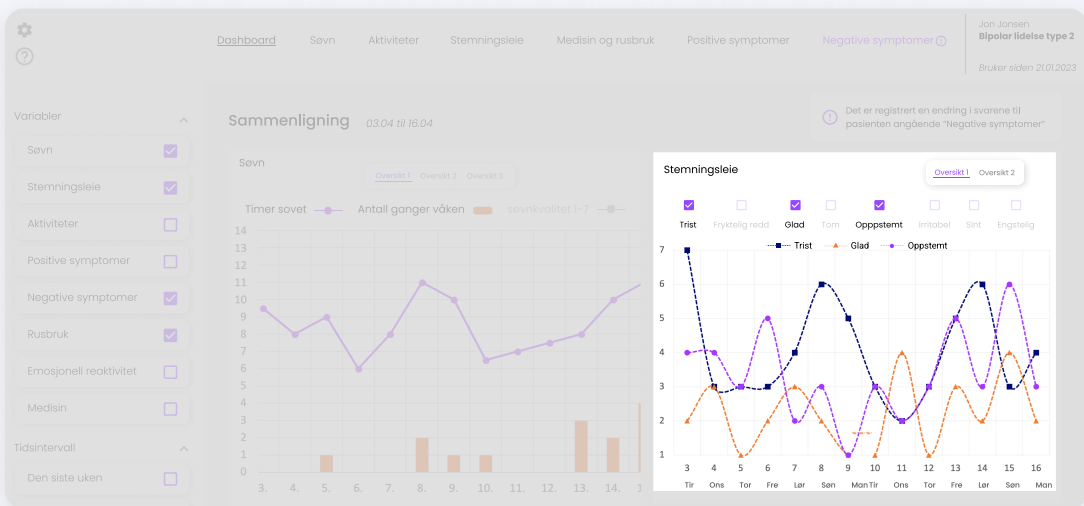 Dashboard Søvn Aktiviteter Stemningsleie Medisin og rusbruk Positive symptomer Negative symptomer
Jon Jonsen
Bipolar lidelse type 2
Bruker siden 21.01.2023
Variabler
Søvn
Stemningsleie
Aktiviteter
Positive symptomer
Negative symptomer
Rusbruk
Emosjonell reaktivitet
Medisin
Tidsintervall
Den siste uken
Sammenligning 03.04 til 16.04
Det er registrert en endring i svarene til
pasienten angående "Negative symptomer"
Søvn
Oversikt 1 Oversikt 2 Oversikt 3
Timer sovet Antall ganger våken søvnkvalitet 1-7
14
13
12
11
10
9
8
7
6
5
4
3
2
1
0
3. 4. 5. 6. 7. 8. 9. 10. 11. 12. 13. 14.
Stemningsleie
Oversikt 1 Oversikt 2
Trist Fryktelig redd Glad Tom Opppstemt Irritabel Sint Engstelig
Trist Glad Oppstemt
7
6
5
4
3
2
1
3 4 5 6 7 8 9 10 11 12 13 14 15 16
Tir Ons Tor Fre Lør Søn Man Tir Ons Tor Fre Lør Søn Man